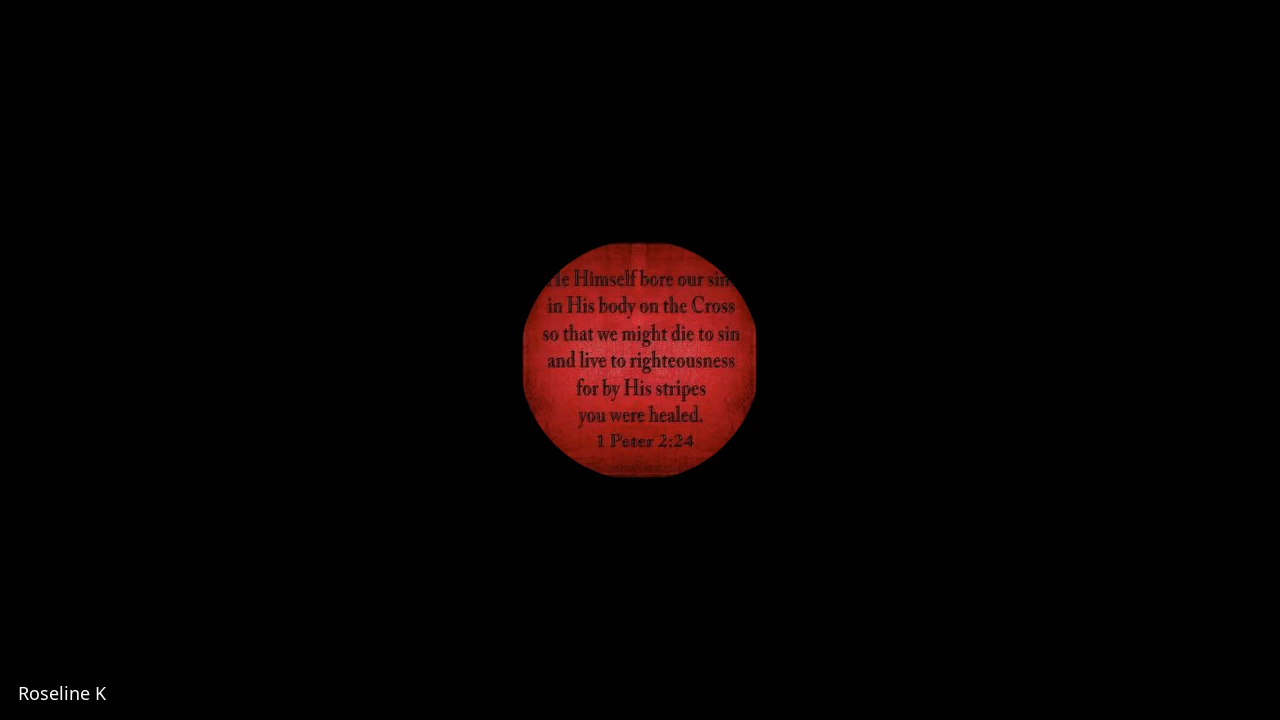 He Himself bore our sin
in His body on the Cross
so that we might die to sin
and live to righteousness
for by His stripes
you were healed.
1 Peter 2:24
Roseline K